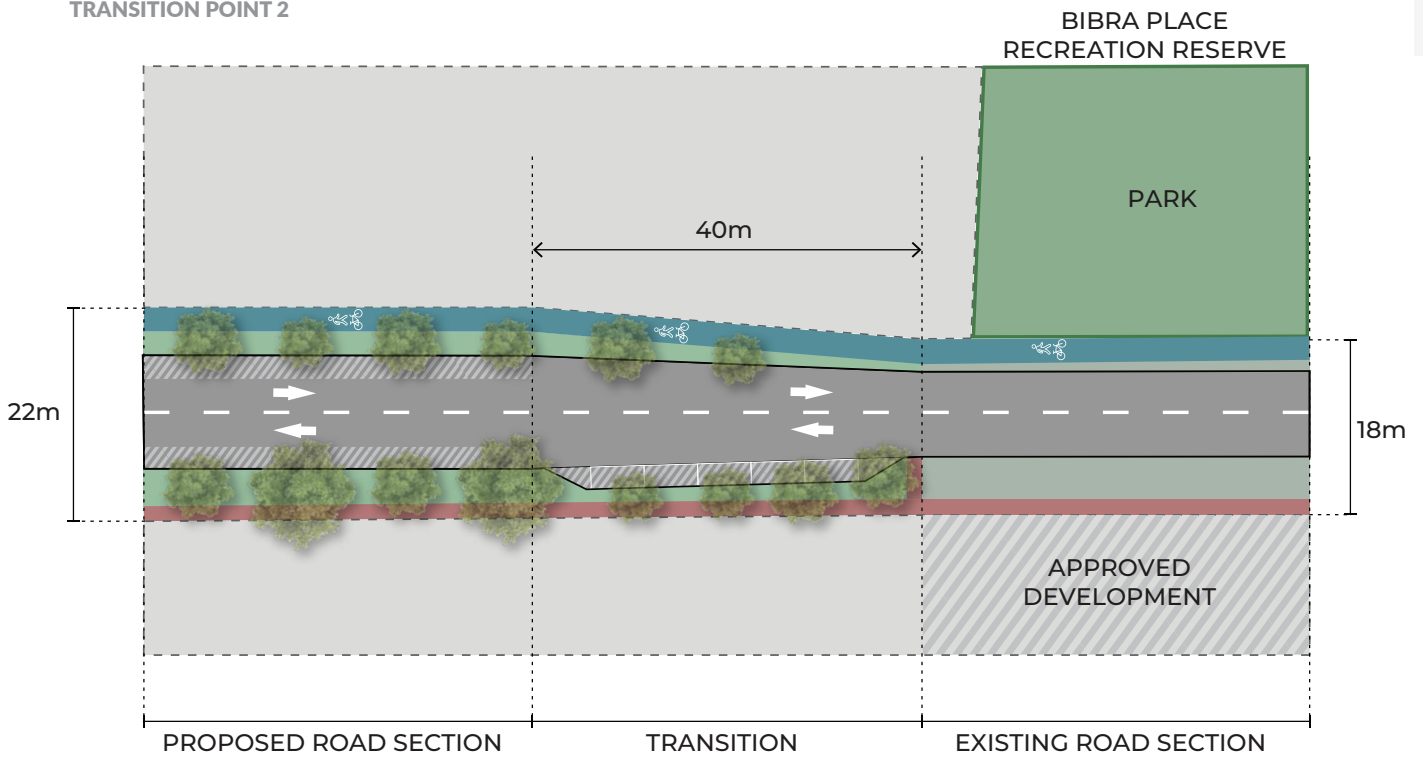 TRANSITION POINT 2
BIBRA PLACE
RECREATION RESERVE
PARK
40m
22m
18m
APPROVED
DEVELOPMENT
PROPOSED ROAD SECTION
TRANSITION
EXISTING ROAD SECTION